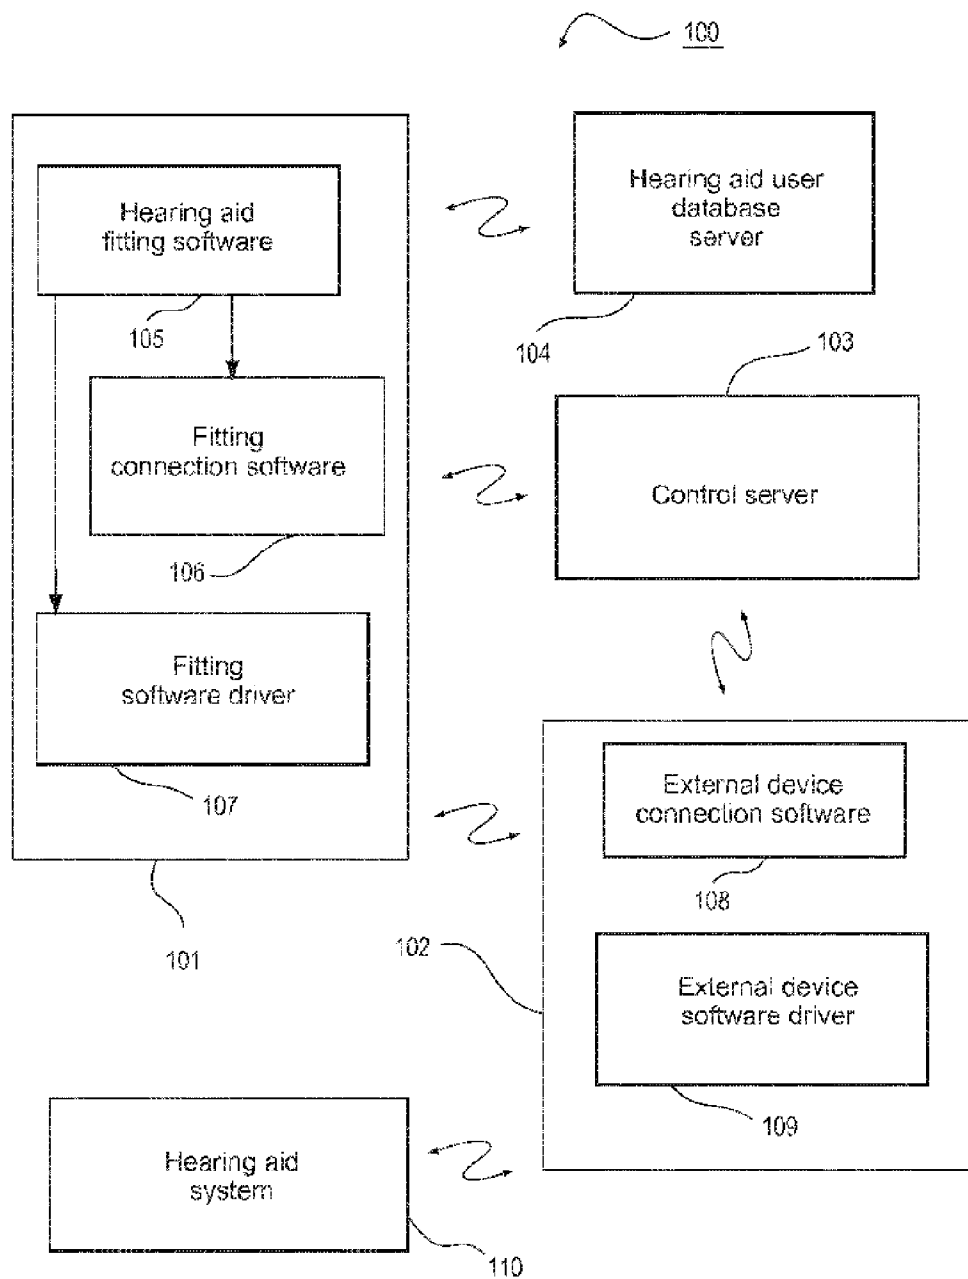 100
Hearing aid
fitting software
105
Hearing aid user
database
server
104
103
Fitting
connection software
106
Control server
Fitting
software driver
107
101
External device
connection software
108
102
External device
software driver
109
Hearing aid
system
110